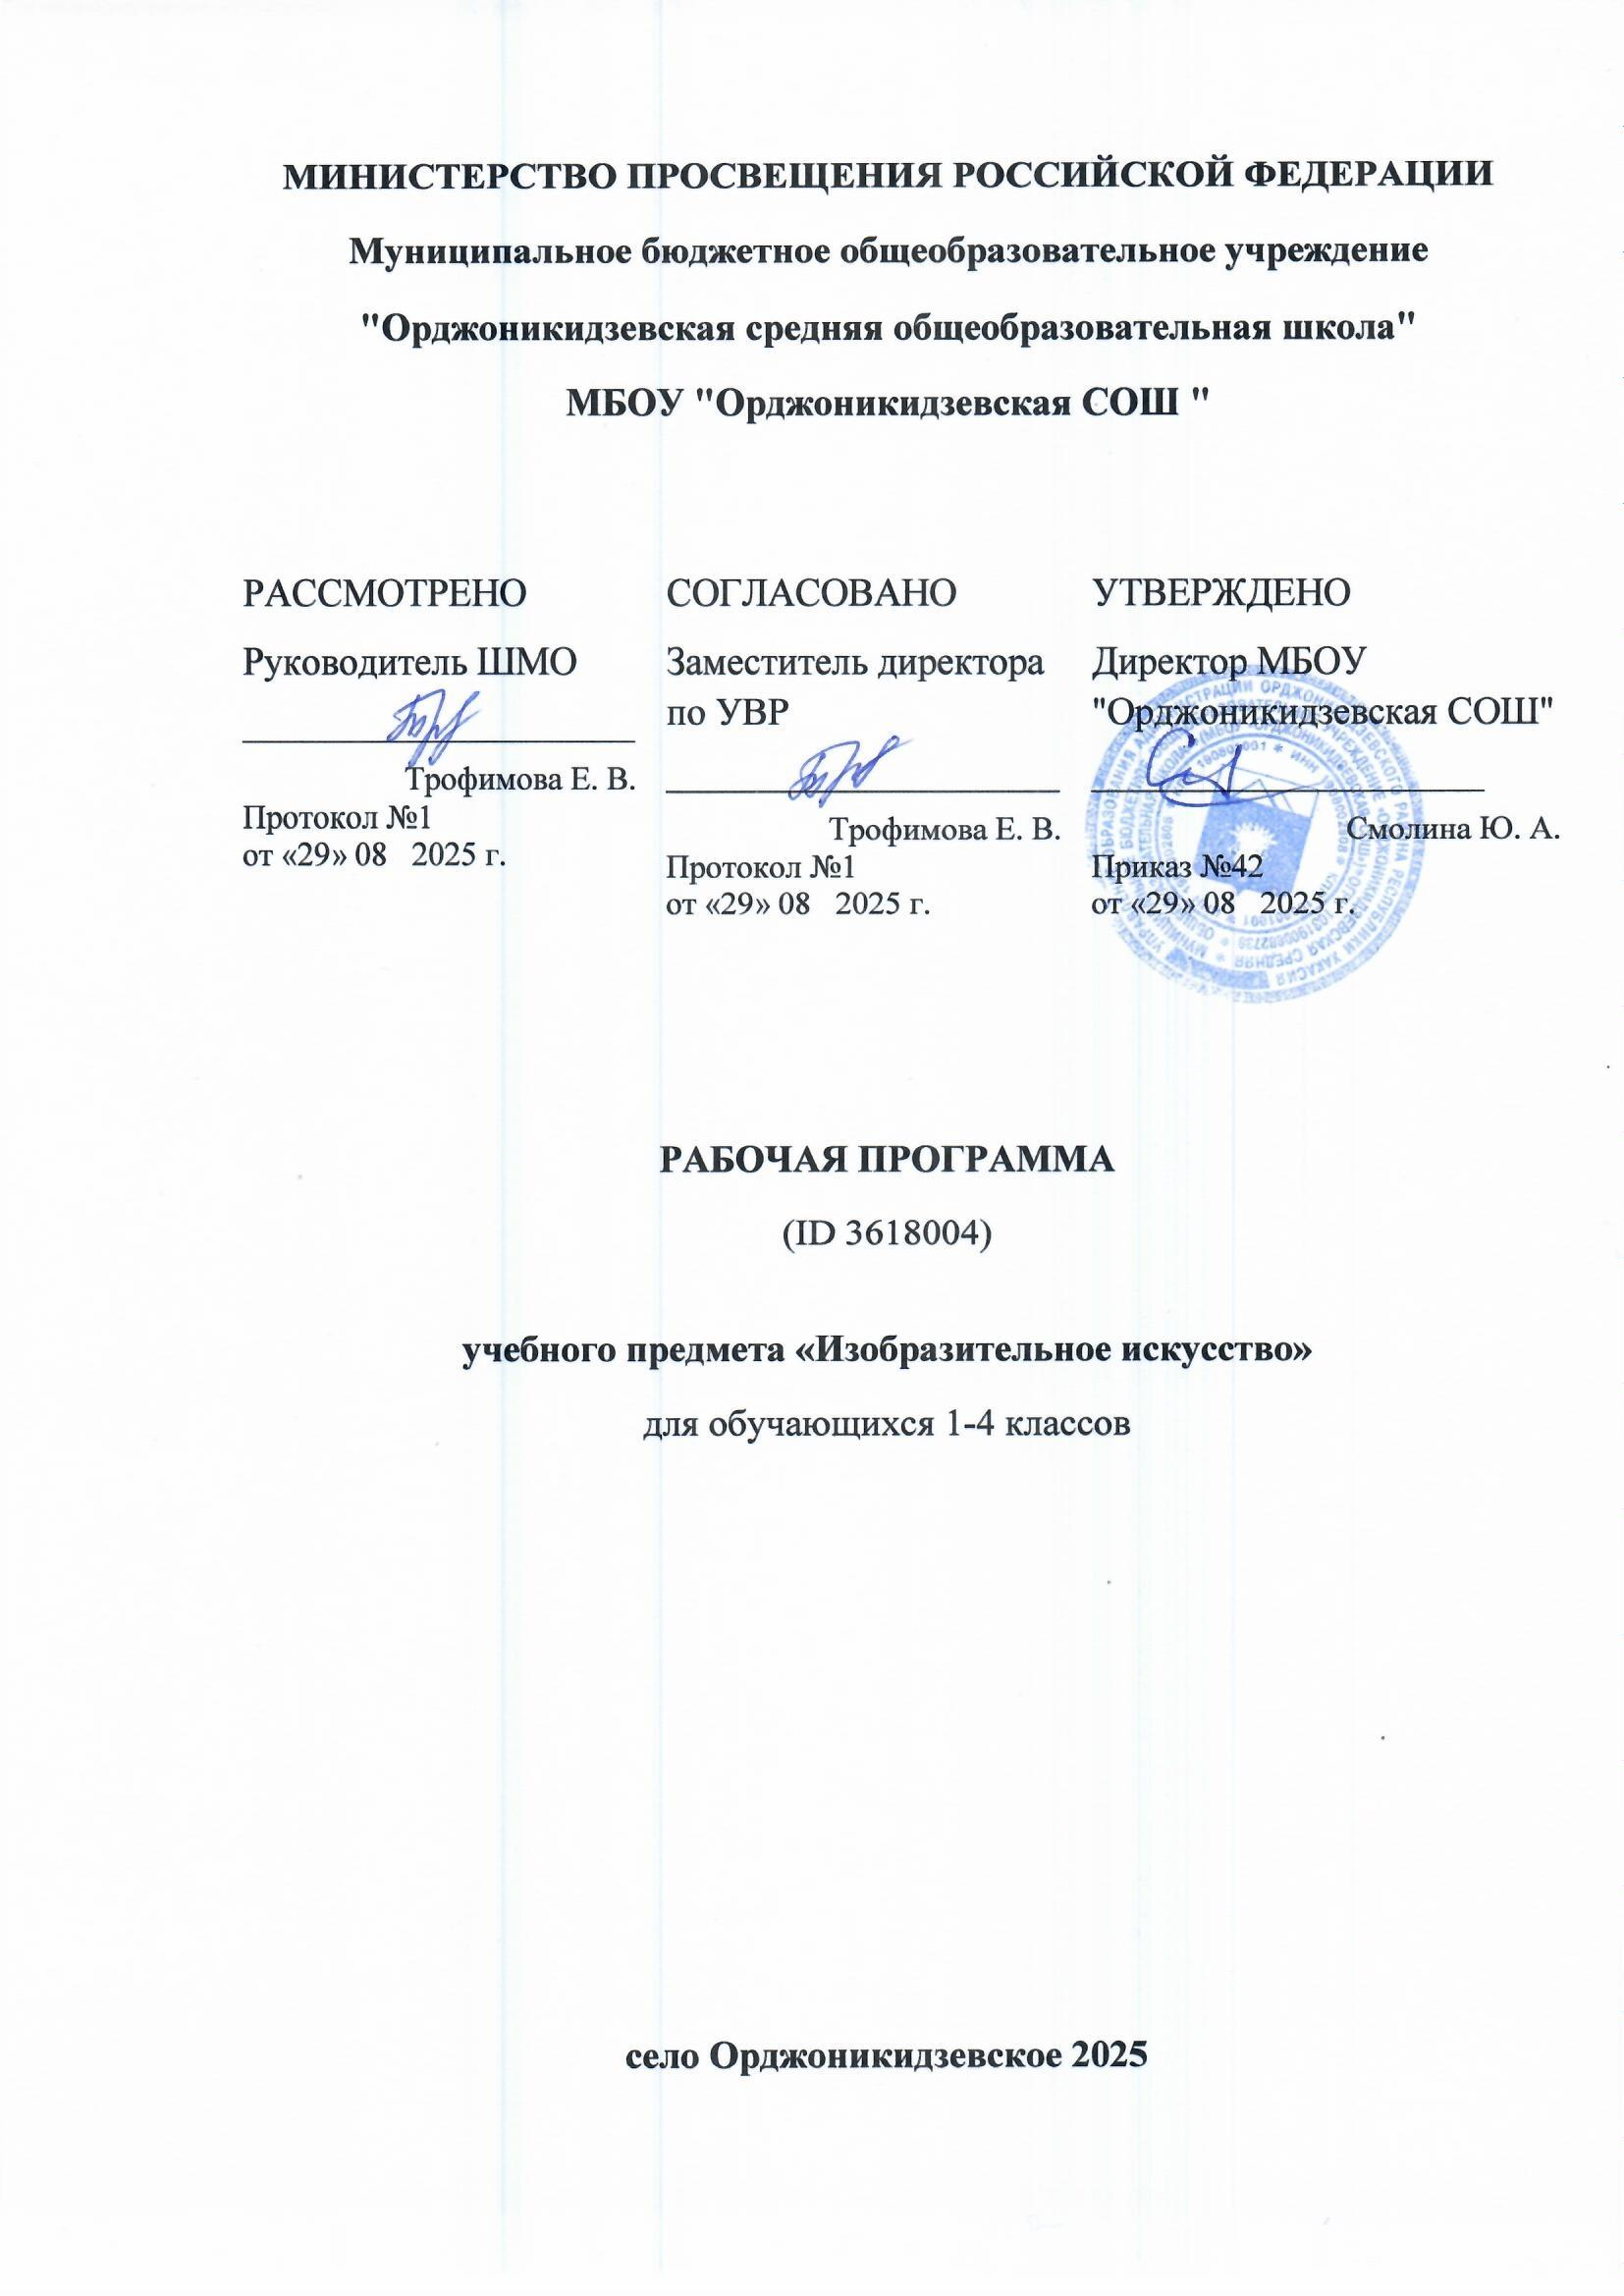 МИНИСТЕРСТВО ПРОСВЕЩЕНИЯ РОССИЙСКОЙ ФЕДЕРАЦИИ
Муниципальное бюджетное общеобразовательное учреждение
"Орджоникидзевская средняя общеобразовательная школа"
МБОУ "Орджоникидзевская СОШ "
РАССМОТРЕНО
Руководитель ШМО
Трофимова Е. В.
Протокол №1
от «29» 08 2025 г.
СОГЛАСОВАНО
Заместитель директора
по УВР
Трофимова Е. В.
Протокол №1
от «29» 08 2025 г.
УТВЕРЖДЕНО
Директор МБОУ
"Орджоникидзевская СОШ"
Смолина Ю. А.
Приказ №42
от «29» 08 2025 г.
РАБОЧАЯ ПРОГРАММА
(ID 3618004)
учебного предмета «Изобразительное искусство»
для обучающихся 1-4 классов
село Орджоникидзевское 2025